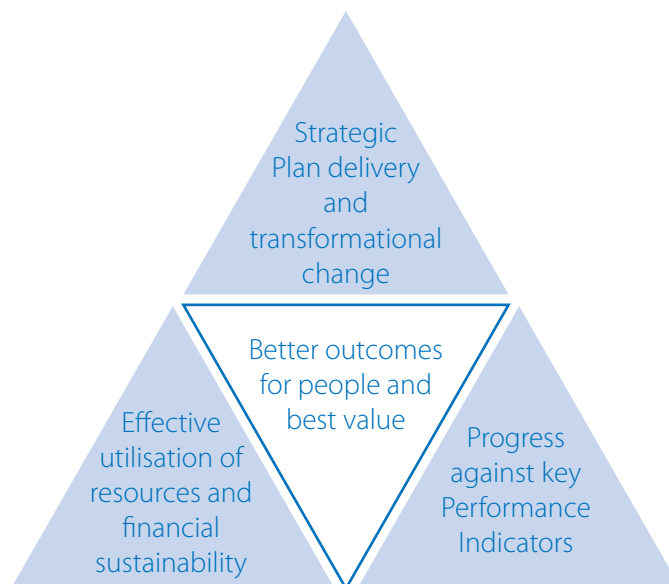 Strategic
Plan delivery
and
transformational
change
Better outcomes
for people and
best value
Effective
utilisation of
resources and
financial
sustainability
Progress
against key
Performance
Indicators